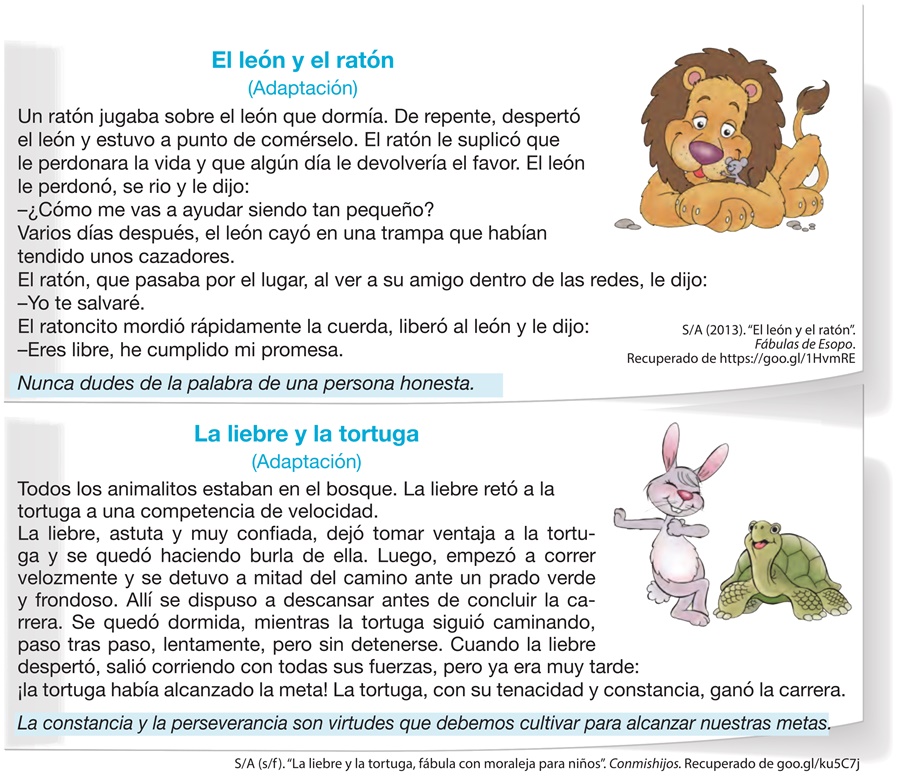 El león y el ratón
(Adaptación)
Un ratón jugaba sobre el león que dormía. De repente, despertó
el león y estuvo a punto de comérselo. El ratón le suplicó que
le perdonara la vida y que algún día le devolvería el favor. El león
le perdonó, se rio y le dijo:
–¿Cómo me vas a ayudar siendo tan pequeño?
Varios días después, el león cayó en una trampa que habían
tendido unos cazadores.
El ratón, que pasaba por el lugar, al ver a su amigo dentro de las redes, le dijo:
–Yo te salvaré.
El ratoncito mordió rápidamente la cuerda, liberó al león y le dijo:
–Eres libre, he cumplido mi promesa.
Nunca dudes de la palabra de una persona honesta.
S/A (2013). “El león y el ratón”.
Fábulas de Esopo.
Recuperado de https://goo.gl/1HvmRE
La liebre y la tortuga
(Adaptación)
Todos los animalitos estaban en el bosque. La liebre retó a la
tortuga a una competencia de velocidad.
La liebre, astuta y muy confiada, dejó tomar ventaja a la tortu-
ga y se quedó haciendo burla de ella. Luego, empezó a correr
velozmente y se detuvo a mitad del camino ante un prado verde
y frondoso. Allí se dispuso a descansar antes de concluir la ca-
rrera. Se quedó dormida, mientras la tortuga siguió caminando,
paso tras paso, lentamente, pero sin detenerse. Cuando la liebre
despertó, salió corriendo con todas sus fuerzas, pero ya era muy tarde:
¡la tortuga había alcanzado la meta! La tortuga, con su tenacidad y constancia, ganó la carrera.
La constancia y la perseverancia son virtudes que debemos cultivar para alcanzar nuestras metas.
S/A (s/f). “La liebre y la tortuga, fábula con moraleja para niños”. Conmishijos. Recuperado de goo.gl/ku5C7j